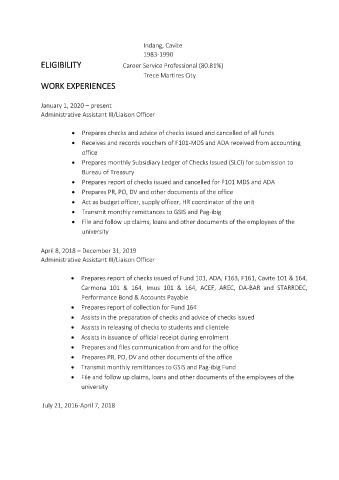 Indang, Cavite
1983-1990
ELIGIBILITY Career Service Professional (80.81%)
Trece Martires City
WORK EXPERIENCES
January 1, 2020 – present
Administrative Assistant III/Liaison Officer
• Prepares checks and advice of checks issued and cancelled of all funds
• Receives and records vouchers of F101-MDS and ADA received from accounting
office
• Prepares monthly Subsidiary Ledger of Checks Issued (SLCI) for submission to
Bureau of Treasury
• Prepares report of checks issued and cancelled for F101 MDS and ADA
• Prepares PR, PO, DV and other documents of the office
• Act as budget officer, supply officer, HR coordinator of the unit
• Transmit monthly remittances to GSIS and Pag-ibig
• File and follow up claims, loans and other documents of the employees of the
university
April 8, 2018 – December 31, 2019
Administrative Assistant III/Liaison Officer
• Prepares report of checks issued of Fund 101, ADA, F163, F161, Cavite 101 & 164,
Carmona 101 & 164, Imus 101 & 164, ACEF, AREC, DA-BAR and STARRDEC,
Performance Bond & Accounts Payable
• Prepares report of collection for Fund 164
• Assists in the preparation of checks and advice of checks issued
• Assists in releasing of checks to students and clientele
• Assists in issuance of official receipt during enrolment
• Prepares and files communication from and for the office
• Prepares PR, PO, DV and other documents of the office
• Transmit monthly remittances to GSIS and Pag-ibig Fund
• File and follow up claims, loans and other documents of the employees of the
university
July 21, 2016-April 7, 2018